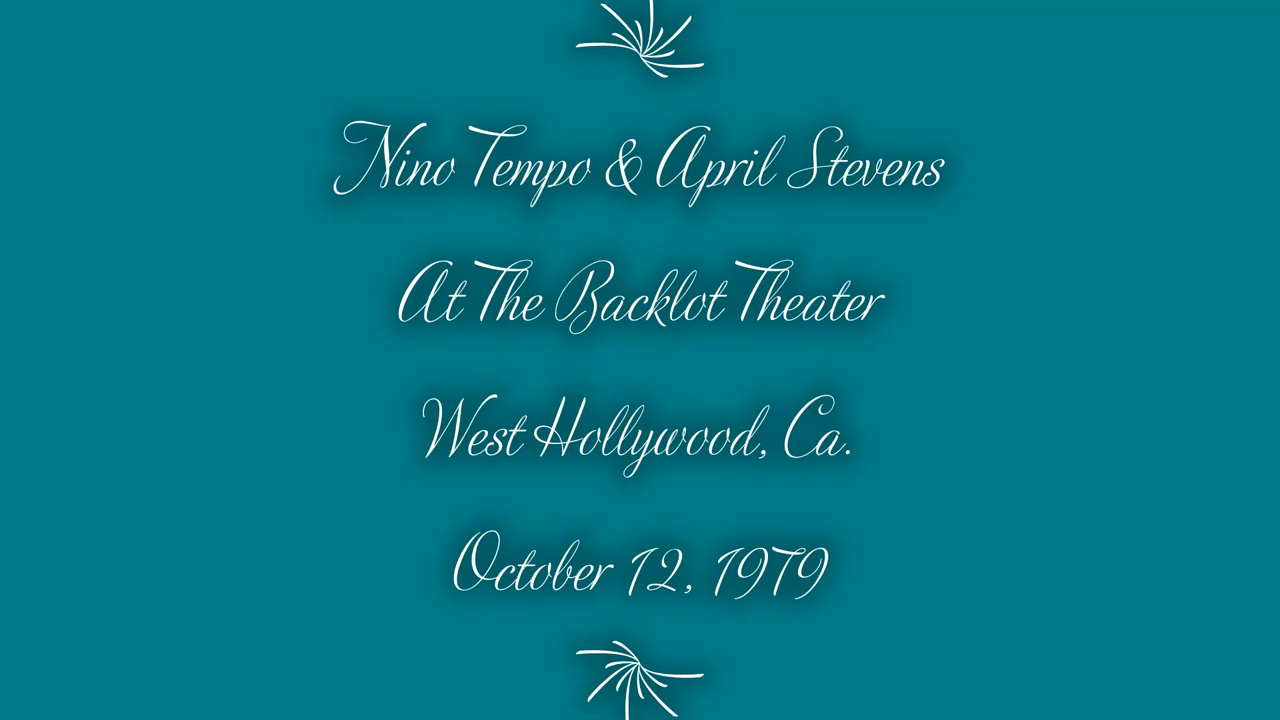 Nino Tempo & April Stevens
At The Backlot Theater
West Hollywood, Ca.
October 12, 1979